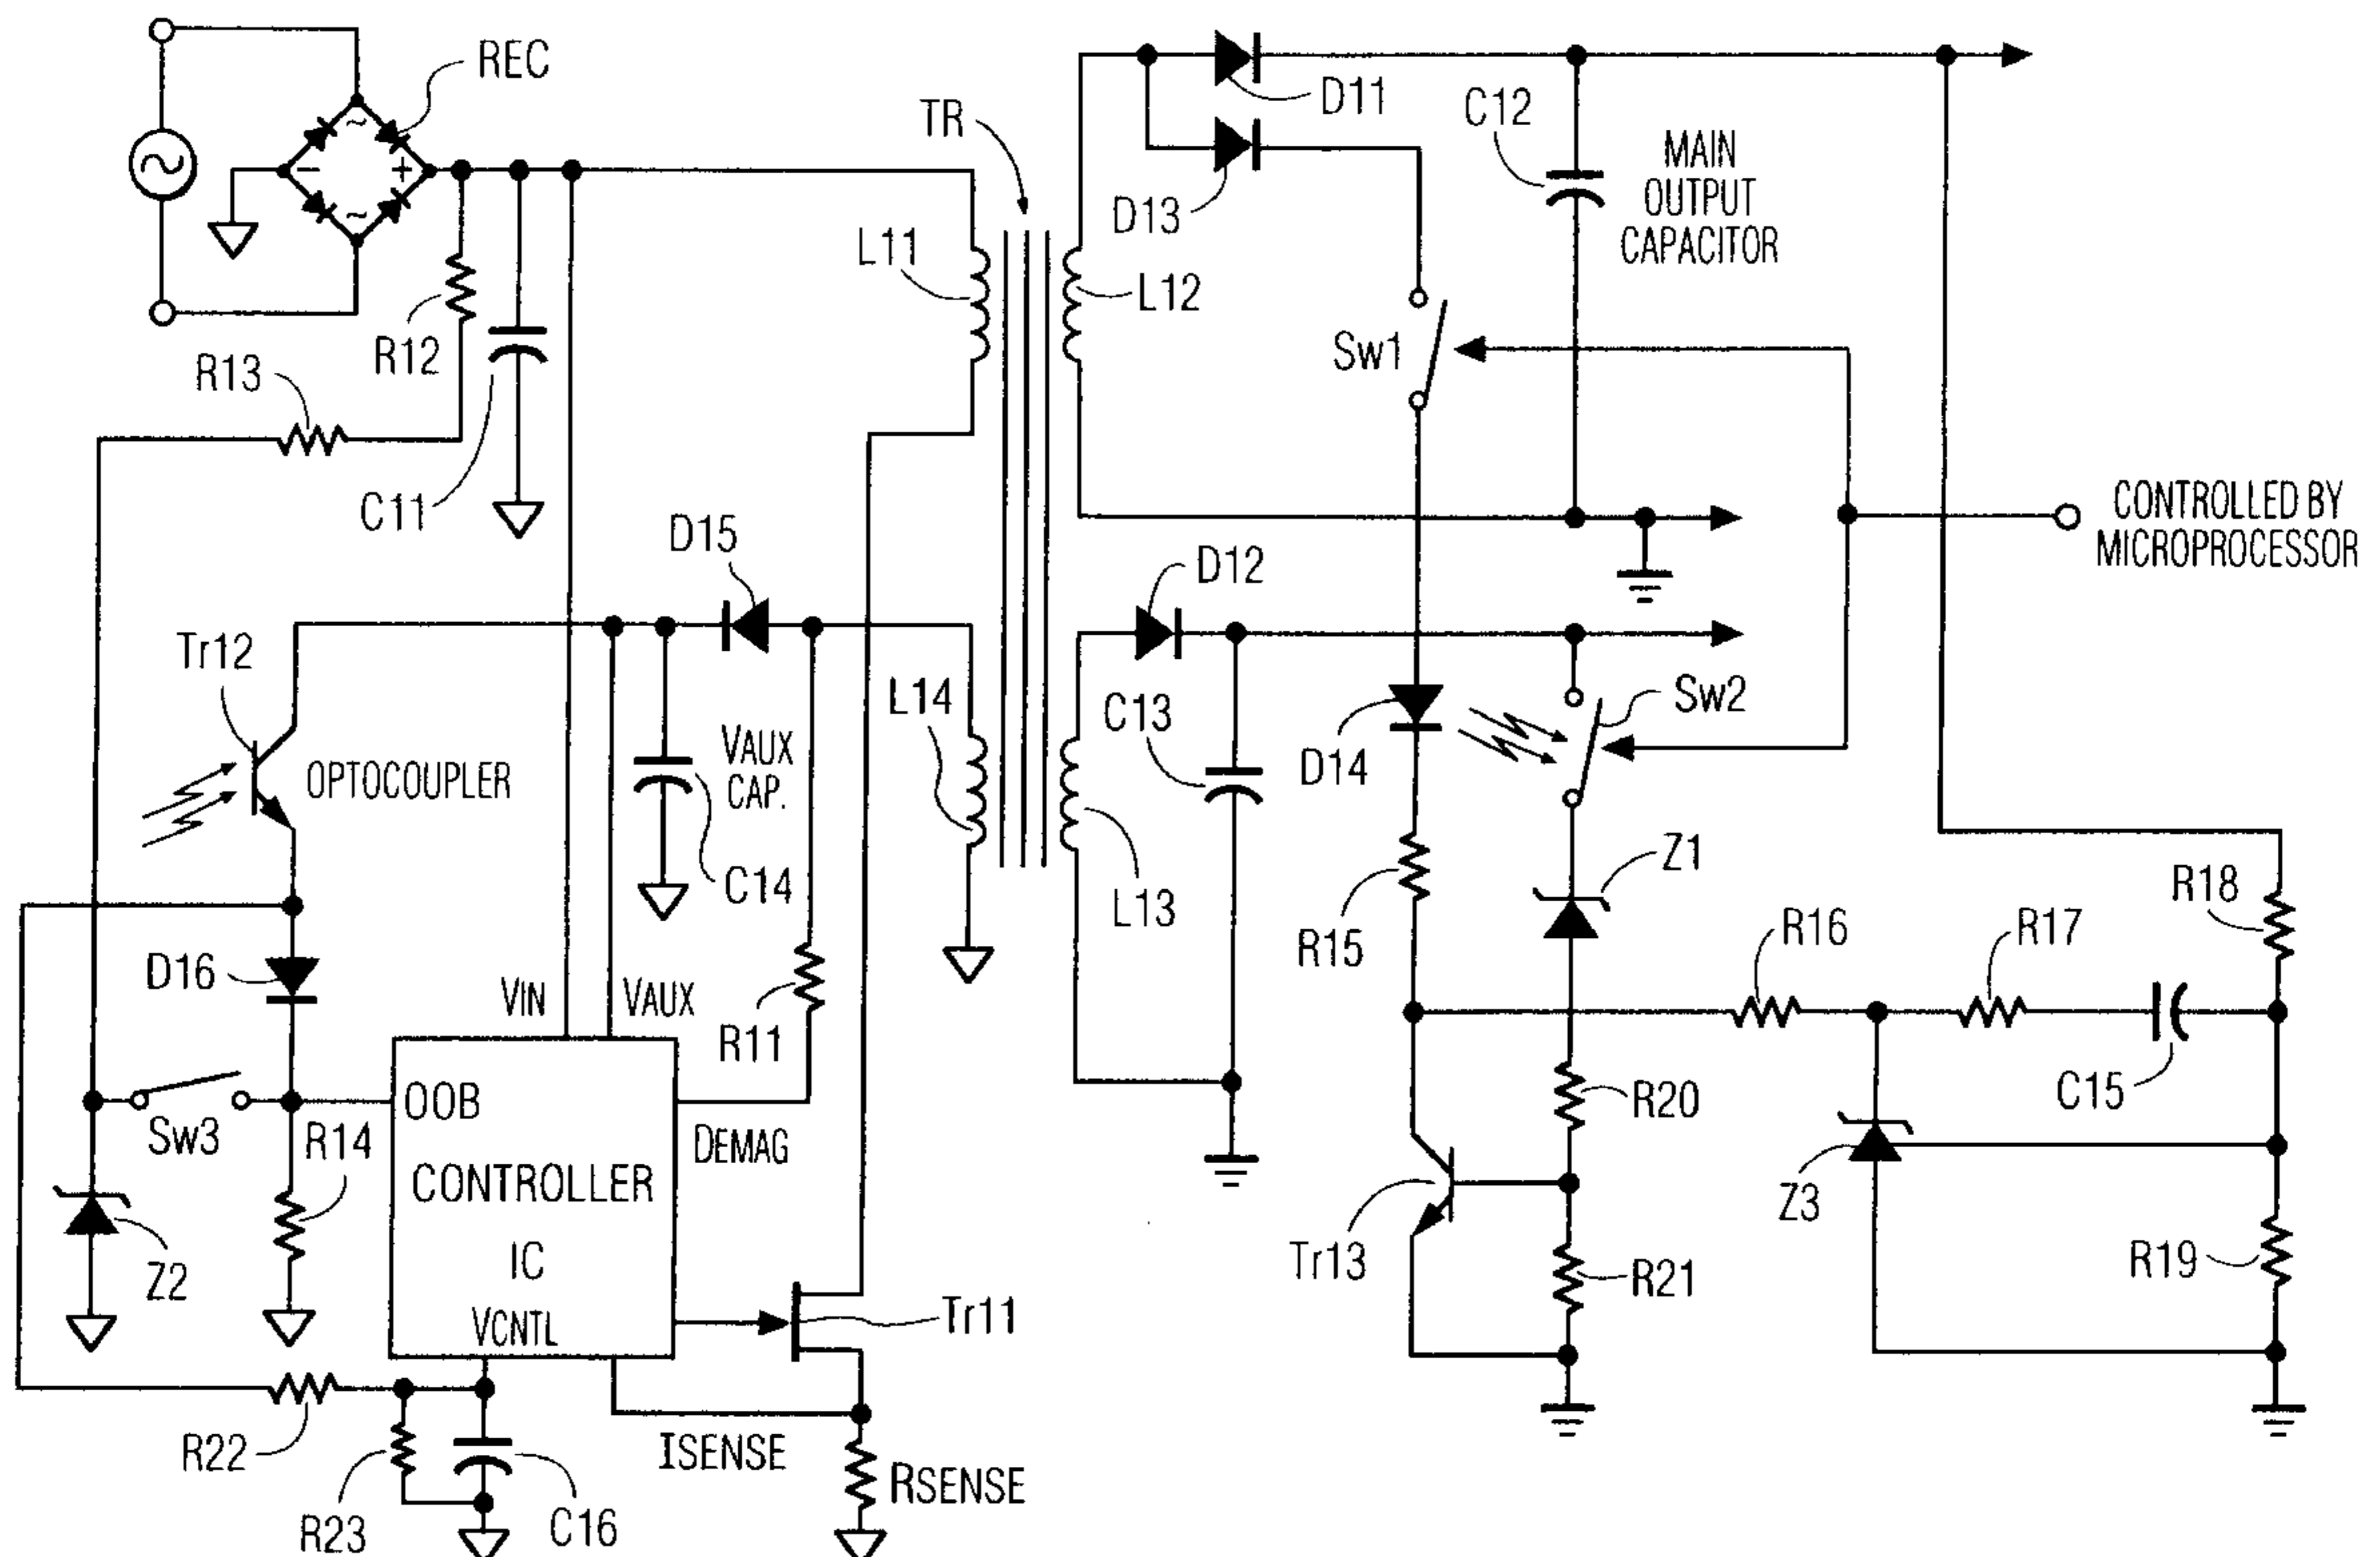 REC
D11
C12
TR
MAIN
OUTPUT
CAPACITOR
D13
L11
L12
R12
Sw1
R13
C11
CONTROLLED BY
MICROPROCESSOR
D15
D12
Tr12
L14
C13
Sw2
VAUX
CAP.
D14
OPTOCOUPLER
Z1
C14
L13
R18
R15
R16
R17
D16
VIN
VAUX
R11
C15
OOB
R20
Sw3
R14
DEMAG
CONTROLLER
IC
Z3
Z2
Tr13
R21
R19
VCNTL
Tr11
R22
ISENSE
RSENSE
R23
C16
~
~
−
+